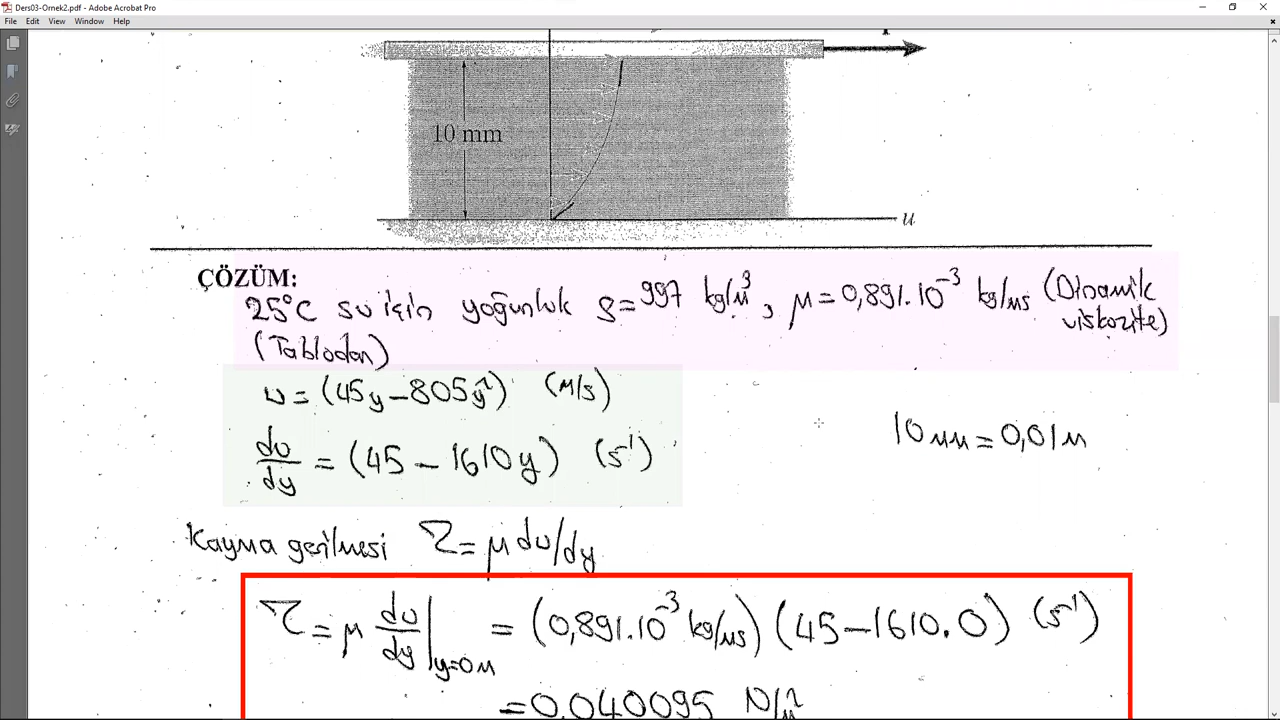 Ders03-Ornek2.pdf - Adobe Acrobat Pro
File Edit View Window Help
10 mm
u
ÇÖZÜM:
25°C su için yoğunluk ρ=997 kg/m³, μ=0,891.10⁻³ kg/ms (Dinamik viskozite)
(Tablodan)
u=(45y-805y²) (m/s)
du/dy = (45-1610y) (s⁻¹)
10 mm = 0,01 m
Kayma gerilmesi τ=μ du/dy
τ=μ du/dy|y=0m = (0,891.10⁻³ kg/ms) (45-1610.0) (s⁻¹)
=0.040095 N/m²